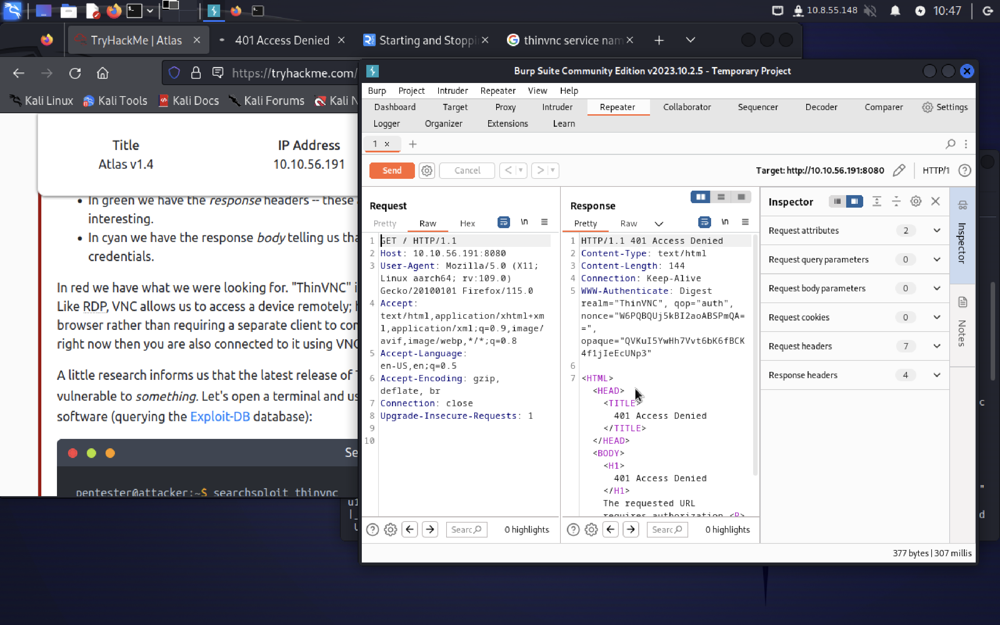 10.8.55.148
10:47
TryHackMe | Atlas
401 Access Denied
Starting and Stoppi
thinvnc service nam
https://tryhackme.com/
Kali Linux
Kali Tools
Kali Docs
Kali Forums
Kali N
Title
IP Address
Atlas v1.4
10.10.56.191
• In green we have the response headers -- these
interesting.
• In cyan we have the response body telling us tha
credentials.
In red we have what we were looking for. "ThinVNC" i
Like RDP, VNC allows us to access a device remotely; h
browser rather than requiring a separate client to con
right now then you are also connected to it using VNC
A little research informs us that the latest release of T
vulnerable to something. Let's open a terminal and us
software (querying the Exploit-DB database):
Se
pentester@attacker:~$ searchsploit thinvnc
Burp Suite Community Edition v2023.10.2.5 - Temporary Project
Burp Project Intruder Repeater View Help
Dashboard Target Proxy Intruder Repeater Collaborator Sequencer Decoder Comparer Settings
Logger Organizer Extensions Learn
1 × +
Send
Cancel
< >
Target: http://10.10.56.191:8080
HTTP/1
Request
Pretty Raw Hex \n
1 GET / HTTP/1.1
2 Host: 10.10.56.191:8080
3 User-Agent: Mozilla/5.0 (X11;
Linux aarch64; rv:109.0)
Gecko/20100101 Firefox/115.0
4 Accept:
text/html,application/xhtml+xm
l,application/xml;q=0.9,image/
avif,image/webp,*/*;q=0.8
5 Accept-Language:
en-US,en;q=0.5
6 Accept-Encoding: gzip,
deflate, br
7 Connection: close
8 Upgrade-Insecure-Requests: 1
9
10
Searc
0 highlights
Response
Pretty Raw \n
1 HTTP/1.1 401 Access Denied
2 Content-Type: text/html
3 Content-Length: 144
4 Connection: Keep-Alive
5 WWW-Authenticate: Digest
realm="ThinVNC", qop="auth",
nonce="W6PQBQUj5kBI2aoABSPmQA=
=",
opaque="QVKuI5YwHh7Vvt6bK6fBCK
4f1jIeEcUNp3"
6
7 <HTML>
<HEAD>
<TITLE>
401 Access Denied
</TITLE>
</HEAD>
<BODY>
<H1>
401 Access Denied
</H1>
The requested URL
requires authorization.<P>
Searc
0 highlights
Inspector
Request attributes 2
Request query parameters 0
Request body parameters 0
Request cookies 0
Request headers 7
Response headers 4
Inspector
Notes
377 bytes | 307 millis
u1
|_
c
"
d